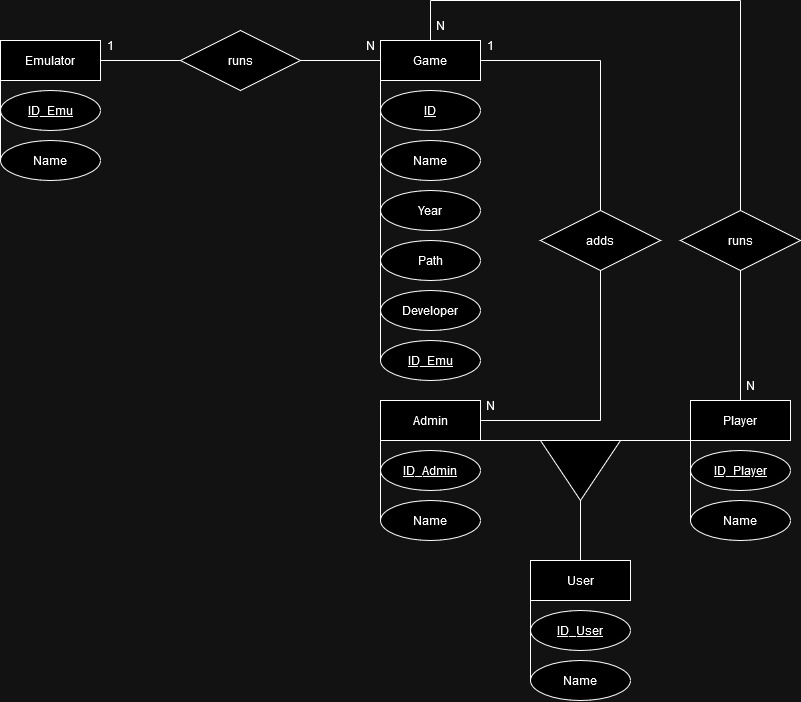 N
1
N
1
Emulator
runs
Game
ID_Emu
ID
Name
Name
Year
adds
runs
Path
Developer
ID_Emu
N
N
Admin
Player
ID_Admin
ID_Player
Name
Name
User
ID_User
Name